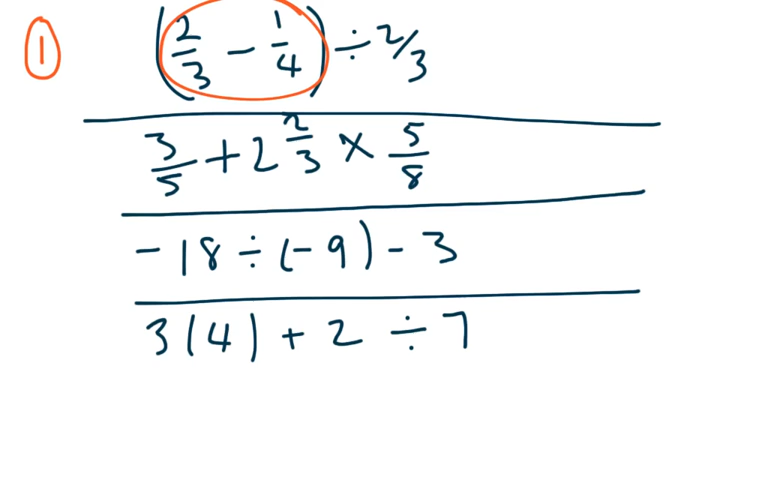 ① (2/3 − 1/4) ÷ 2/3
3/5 + 2 2/3 × 5/8
−18 ÷ (−9) − 3
3(4) + 2 ÷ 7